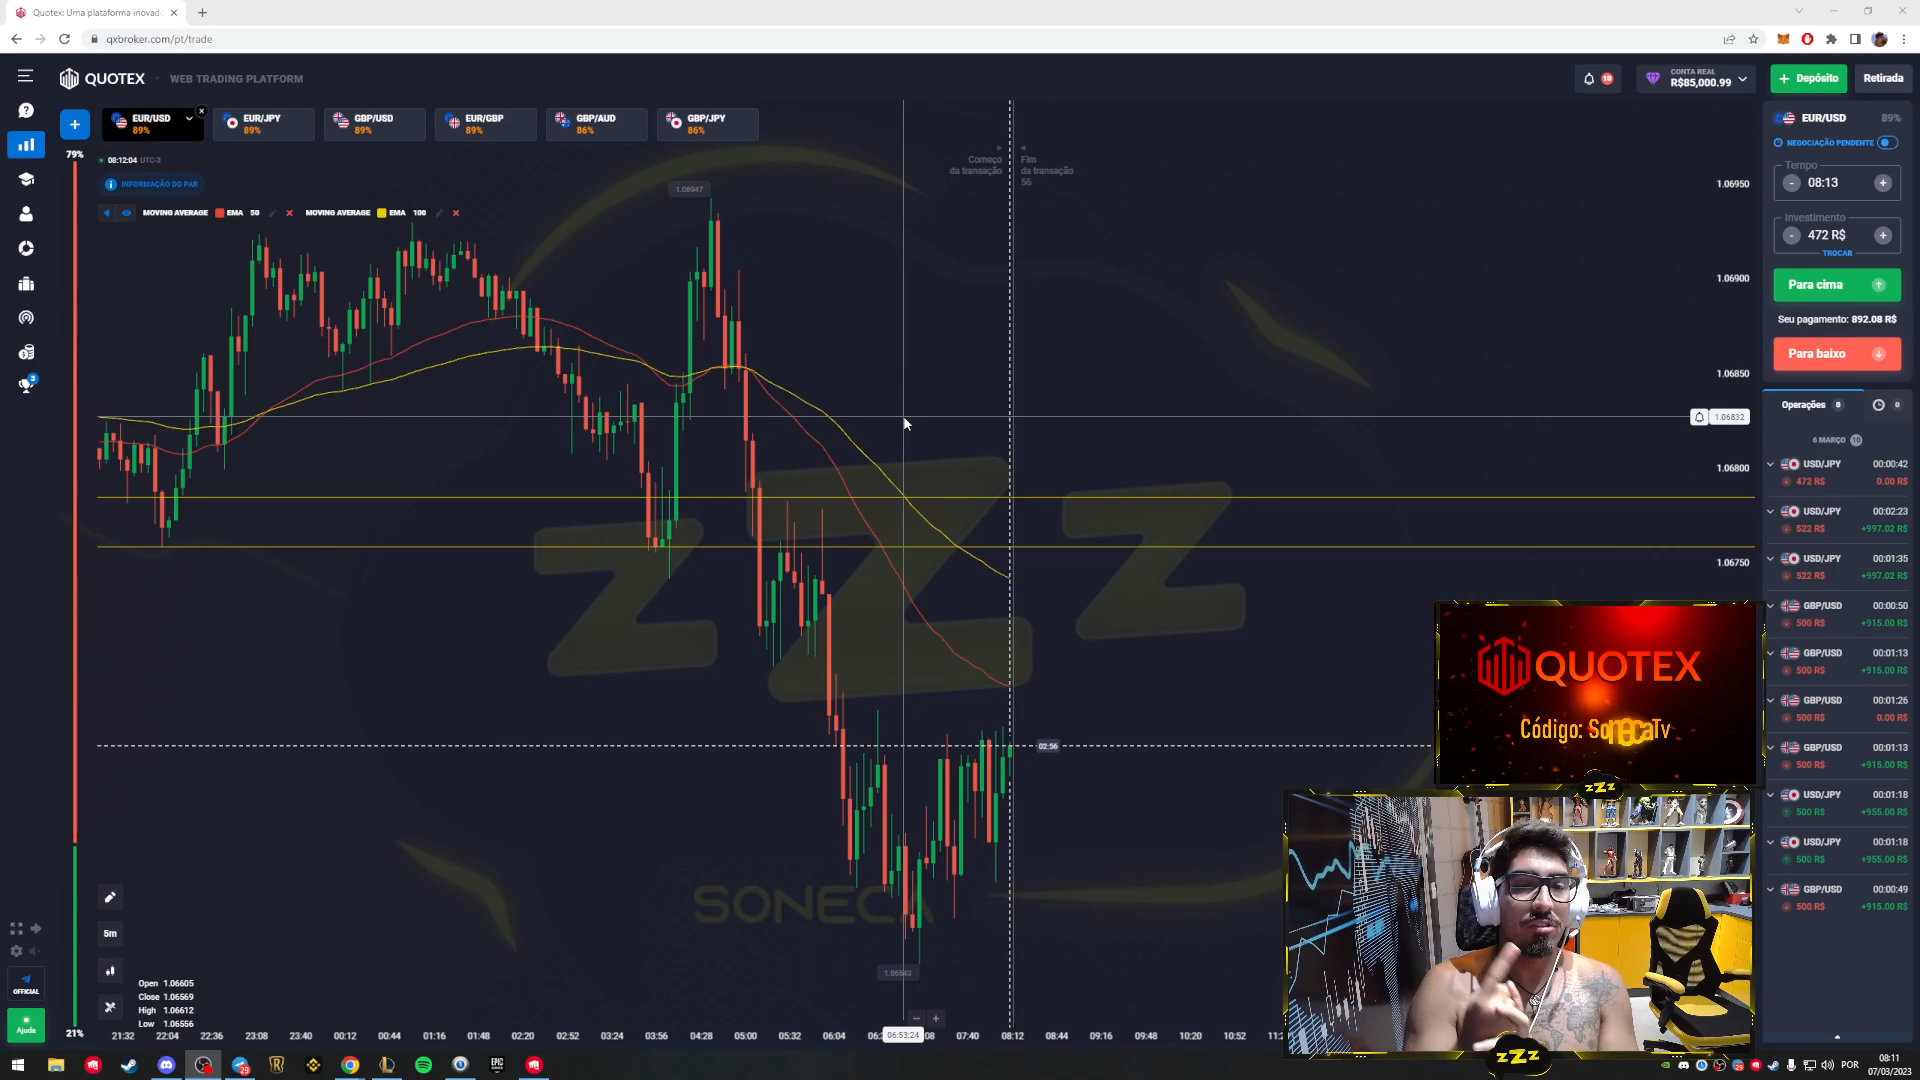 Quotex: Uma plataforma inovad
qxbroker.com/pt/trade
QUOTEX
WEB TRADING PLATFORM
10
CONTA REAL
R$85,000.99
+ Depósito
Retirada
EUR/USD
89%
EUR/JPY
89%
GBP/USD
89%
EUR/GBP
89%
GBP/AUD
86%
GBP/JPY
86%
79%
08:12:04 UTC-3
INFORMAÇÃO DO PAR
MOVING AVERAGE EMA 50
MOVING AVERAGE EMA 100
1.06947
Começo
da transação
Fim
da transação
56
1.06950
1.06900
1.06850
1.06832
1.06800
1.06750
02:56
1.06543
EUR/USD
89%
NEGOCIAÇÃO PENDENTE
Tempo
- 08:13 +
Investimento
- 472 R$ +
TROCAR
Para cima
Seu pagamento: 892.08 R$
Para baixo
Operações 0
0
6 MARÇO 10
USD/JPY 00:00:42
472 R$ 0.00 R$
USD/JPY 00:02:23
522 R$ +997.02 R$
USD/JPY 00:01:35
522 R$ +997.02 R$
GBP/USD 00:00:50
500 R$ +915.00 R$
GBP/USD 00:01:13
500 R$ +915.00 R$
GBP/USD 00:01:26
500 R$ 0.00 R$
GBP/USD 00:01:13
500 R$ +915.00 R$
USD/JPY 00:01:18
500 R$ +955.00 R$
USD/JPY 00:01:18
500 R$ +955.00 R$
GBP/USD 00:00:49
500 R$ +915.00 R$
QUOTEX
Código: SonecaTv
zZz
zZz
zZz
SONECA
3
OFFICIAL
Ajuda
5m
Open 1.06605
Close 1.06569
High 1.06612
Low 1.06556
21%
21:32 22:04 22:36 23:08 23:40 00:12 00:44 01:16 01:48 02:20 02:52 03:24 03:56 04:28 05:00 05:32 06:04 06:53:24 07:40 08:12 08:44 09:16 09:48 10:20 10:52
29
POR
08:11
07/03/2023